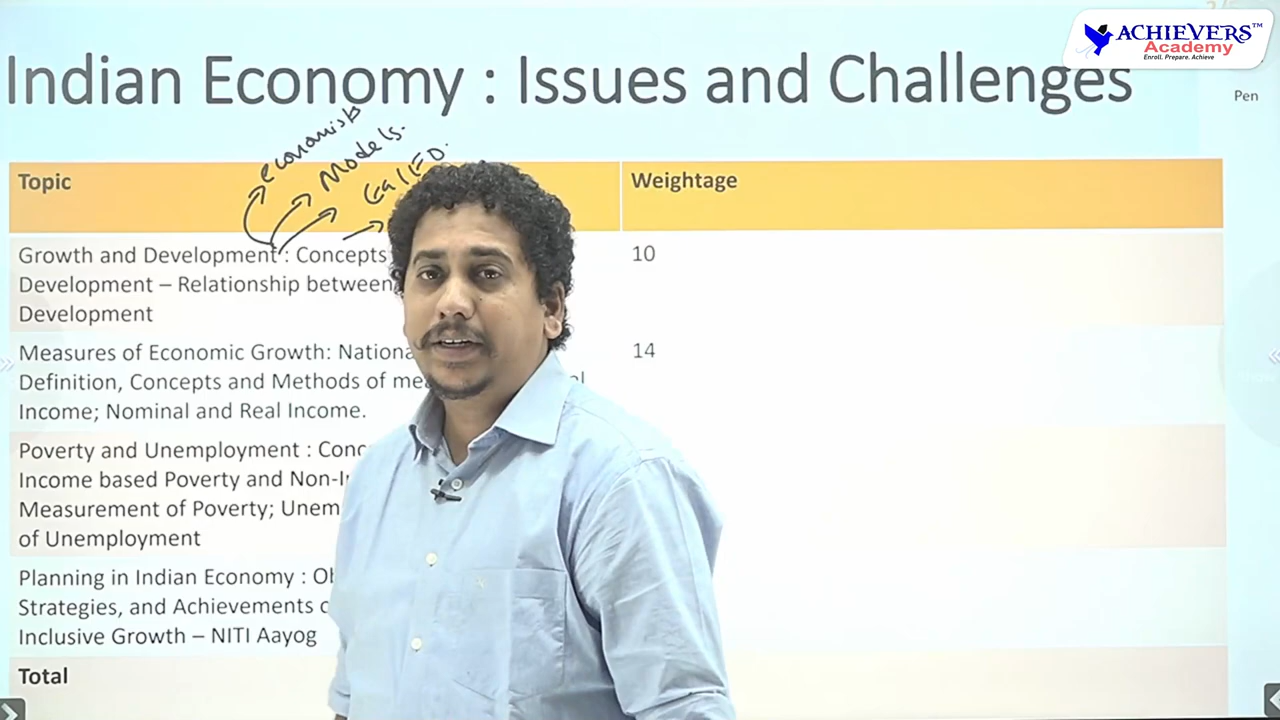 ACHIEVERS™
Academy
Enroll. Prepare. Achieve
Indian Economy : Issues and Challenges
Pen
economists
Models.
Topic
Weightage
Growth and Development : Concepts
Development – Relationship between
Development
10
Measures of Economic Growth: Nationa
Definition, Concepts and Methods of me
Income; Nominal and Real Income.
14
Poverty and Unemployment : Conc
Income based Poverty and Non-I
Measurement of Poverty; Unem
of Unemployment
Planning in Indian Economy : Ob
Strategies, and Achievements o
Inclusive Growth – NITI Aayog
Total